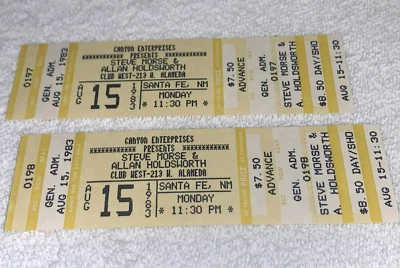 0197
GEN. ADM.
AUG 15, 1983
CANYON ENTERPRISES
PRESENTS
STEVE MORSE &
ALLAN HOLDSWORTH
CLUB WEST-213 W. ALAMEDA
AUG
15
1983
SANTA FE, NM
MONDAY
* 11:30 PM *
$7.50
ADVANCE
GEN. ADM.
0197
STEVE MORSE &
A. HOLDSWORTH
$8.50 DAY/SHO
AUG 15-11:30
0198
GEN. ADM.
AUG 15, 1983
CANYON ENTERPRISES
PRESENTS
STEVE MORSE &
ALLAN HOLDSWORTH
CLUB WEST-213 W. ALAMEDA
AUG
15
1983
SANTA FE, NM
MONDAY
* 11:30 PM *
$7.50
ADVANCE
GEN. ADM.
0198
STEVE MORSE &
A. HOLDSWORTH
$8.50 DAY/SHO
AUG 15-11:30